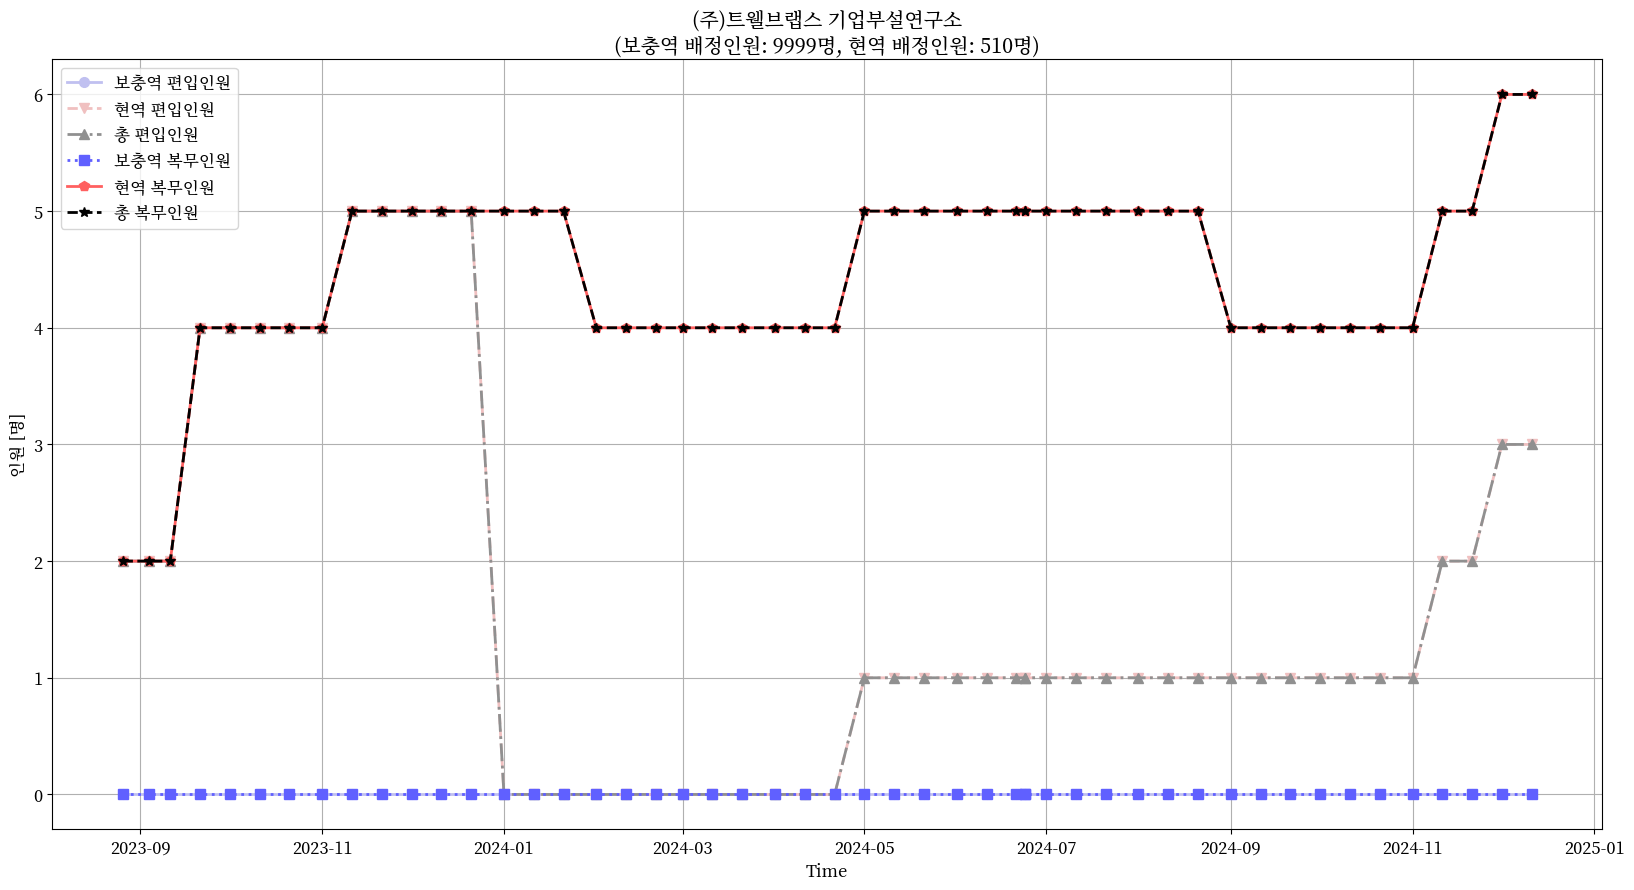 (주)트웰브랩스 기업부설연구소
(보충역 배정인원: 9999명, 현역 배정인원: 510명)
보충역 편입인원
현역 편입인원
총 편입인원
보충역 복무인원
현역 복무인원
총 복무인원
인원 [명]
6
5
4
3
2
1
0
2023-09
2023-11
2024-01
2024-03
2024-05
2024-07
2024-09
2024-11
2025-01
Time